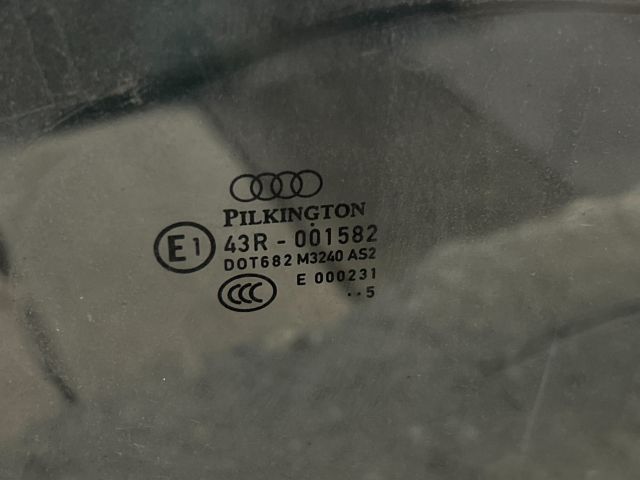 PILKINGTON
E1
43R - 001582
DOT682 M3240 AS2
E 000231
CCC
..5